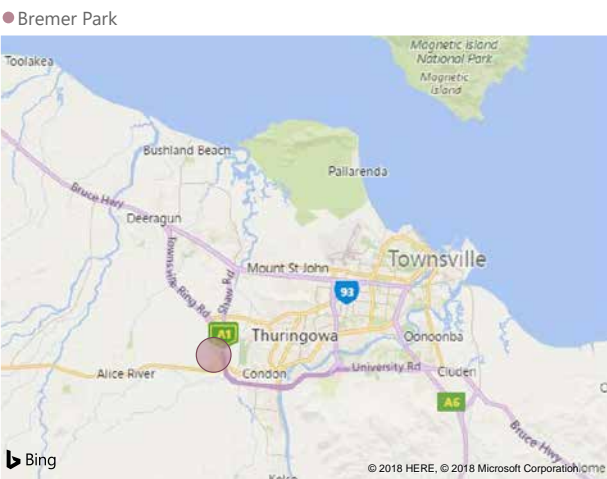 Bremer Park
Magnetic Island
National Park
Magnetic
Island
Toolakea
Bushland Beach
Pallarenda
Bruce Hwy
Deeragun
Townsville Ring Rd
Shaw Rd
Mount St John
Townsville
93
A1
Thuringowa
Oonoonba
Alice River
Condon
University Rd
Cluden
A6
Bruce Hwy
Kelso
Bing
© 2018 HERE, © 2018 Microsoft Corporation